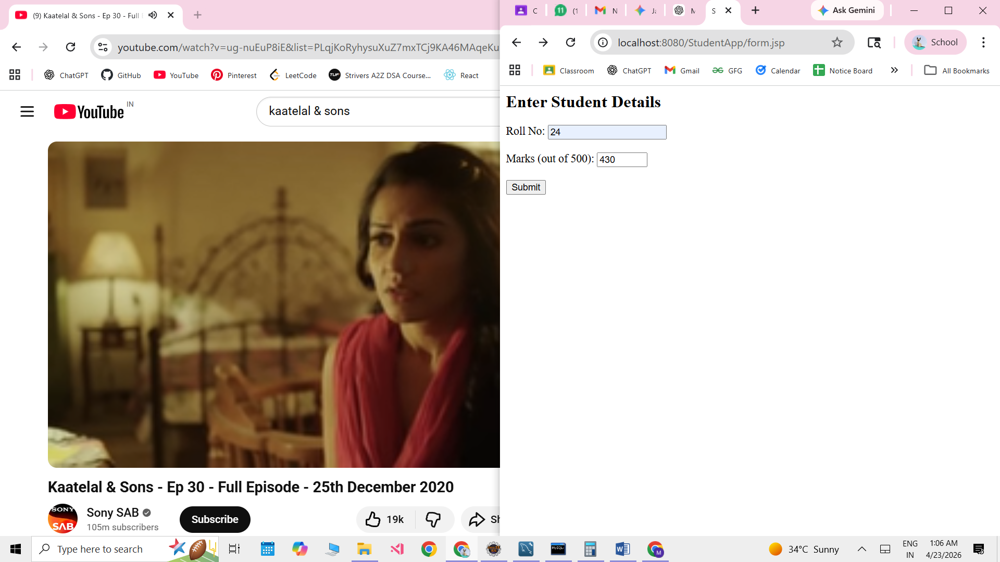 (9) Kaatelal & Sons - Ep 30 - Full
youtube.com/watch?v=ug-nuEuP8iE&list=PLqjKoRyhysuXuZ7mxTCj9KA46MAqeKu
ChatGPT
GitHub
YouTube
Pinterest
LeetCode
TUF
Strivers A2Z DSA Course...
React
YouTube
IN
kaatelal & sons
Kaatelal & Sons - Ep 30 - Full Episode - 25th December 2020
SONY
SAB
Sony SAB
105m subscribers
Subscribe
19k
Sh
C
11
(1
N
Ja
M
S
Ask Gemini
localhost:8080/StudentApp/form.jsp
School
Classroom
ChatGPT
Gmail
GFG
Calendar
Notice Board
All Bookmarks
Enter Student Details
Roll No: 24
Marks (out of 500): 430
Submit
Type here to search
MySQL
M
34°C Sunny
ENG
IN
1:06 AM
4/23/2026